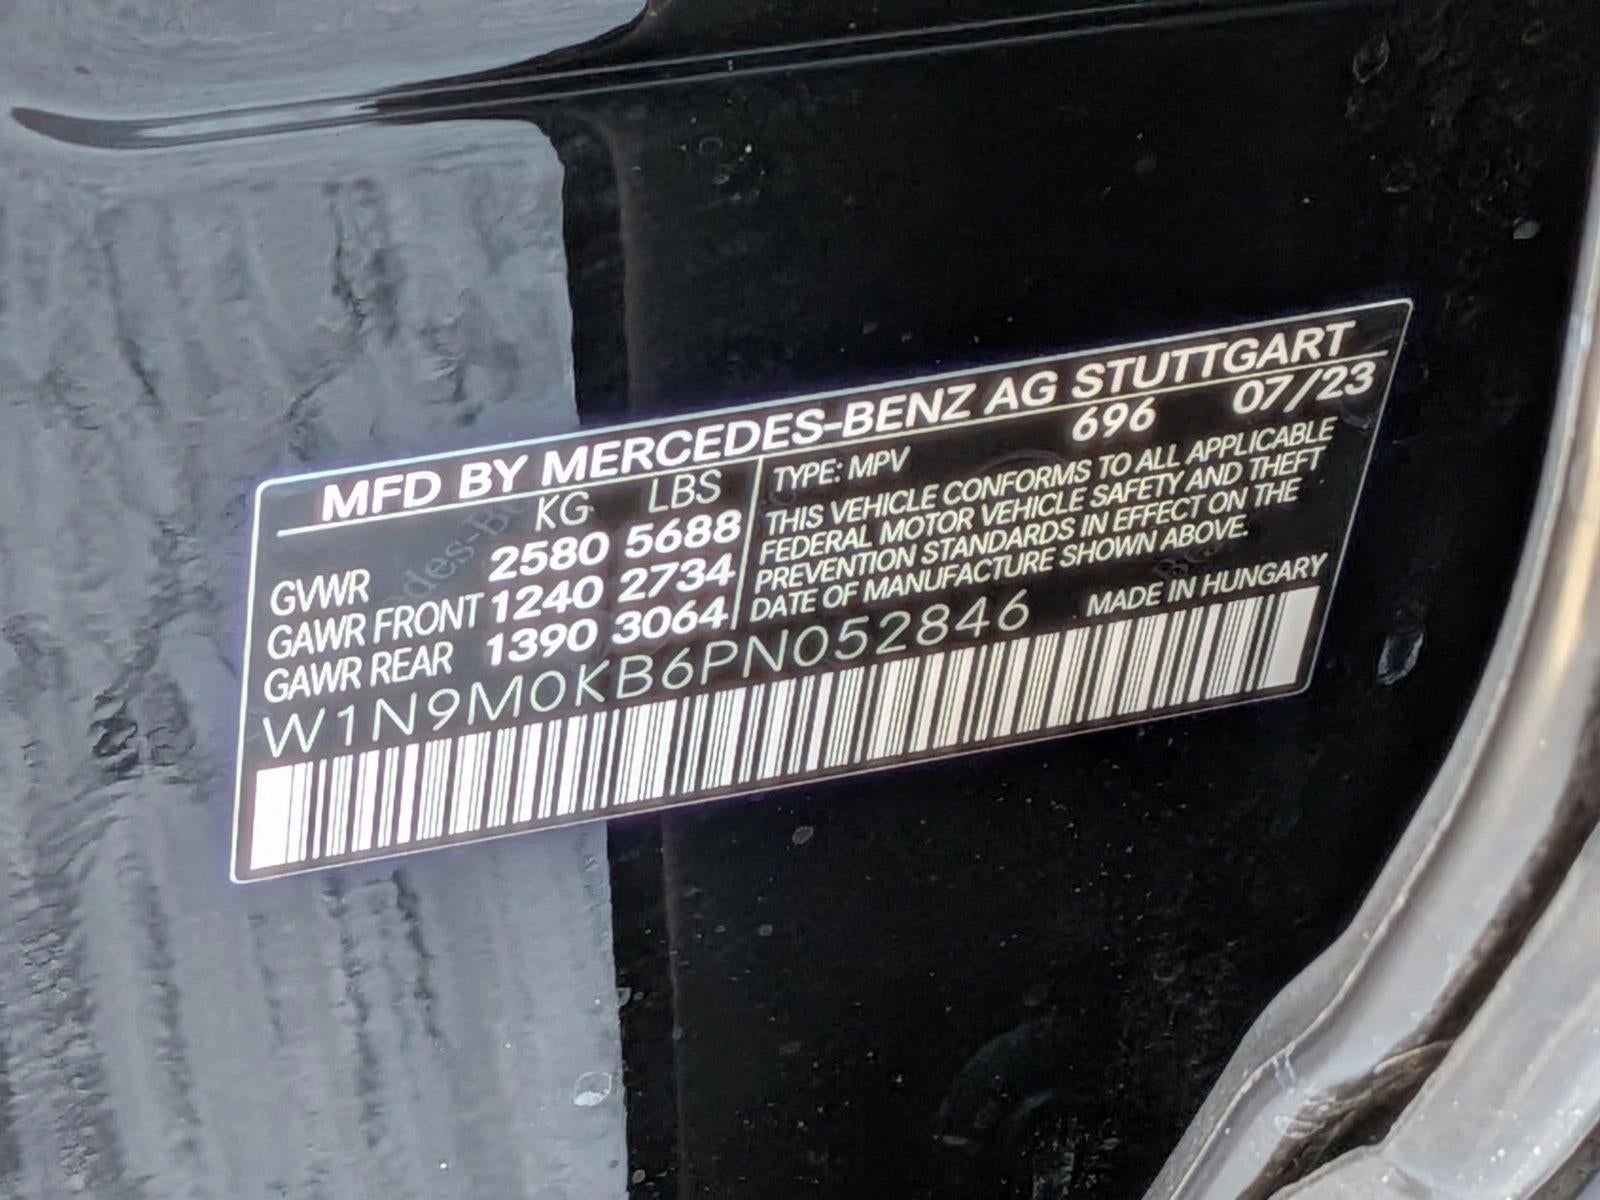 MFD BY MERCEDES-BENZ AG STUTTGART
KG LBS
GVWR 2580 5688
GAWR FRONT 1240 2734
GAWR REAR 1390 3064
696 07/23
TYPE: MPV
THIS VEHICLE CONFORMS TO ALL APPLICABLE
FEDERAL MOTOR VEHICLE SAFETY AND THEFT
PREVENTION STANDARDS IN EFFECT ON THE
DATE OF MANUFACTURE SHOWN ABOVE.
W1N9M0KB6PN052846
MADE IN HUNGARY